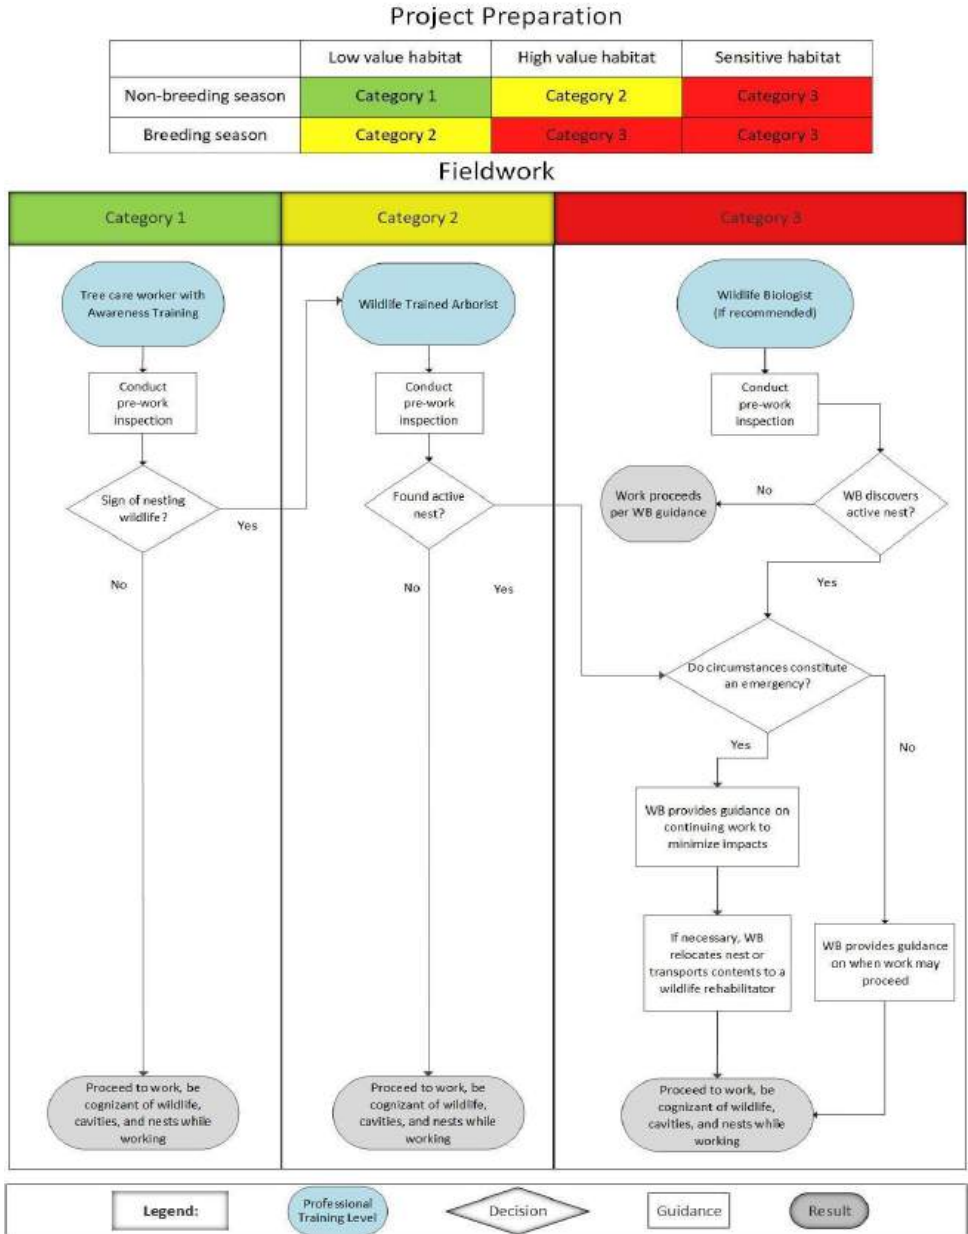 Project Preparation
Low value habitat High value habitat Sensitive habitat
Non-breeding season Category 1 Category 2 Category 3
Breeding season Category 2 Category 3 Category 3
Fieldwork
Category 1 Category 2 Category 3
Tree care worker with
Awareness Training
Conduct
pre-work
inspection
Sign of nesting
wildlife?
Yes
No
Proceed to work, be
cognizant of wildlife,
cavities, and nests while
working
Wildlife Trained Arborist
Conduct
pre-work
inspection
Found active
nest?
No
Yes
Proceed to work, be
cognizant of wildlife,
cavities, and nests while
working
Wildlife Biologist
(If recommended)
Conduct
pre-work
inspection
WB discovers
active nest?
No
Work proceeds
per WB guidance
Yes
Do circumstances constitute
an emergency?
Yes
No
WB provides guidance on
continuing work to
minimize impacts
If necessary, WB
relocates nest or
transports contents to a
wildlife rehabilitator
WB provides guidance
on when work may
proceed
Proceed to work, be
cognizant of wildlife,
cavities, and nests while
working
Legend:
Professional
Training Level
Decision
Guidance
Result